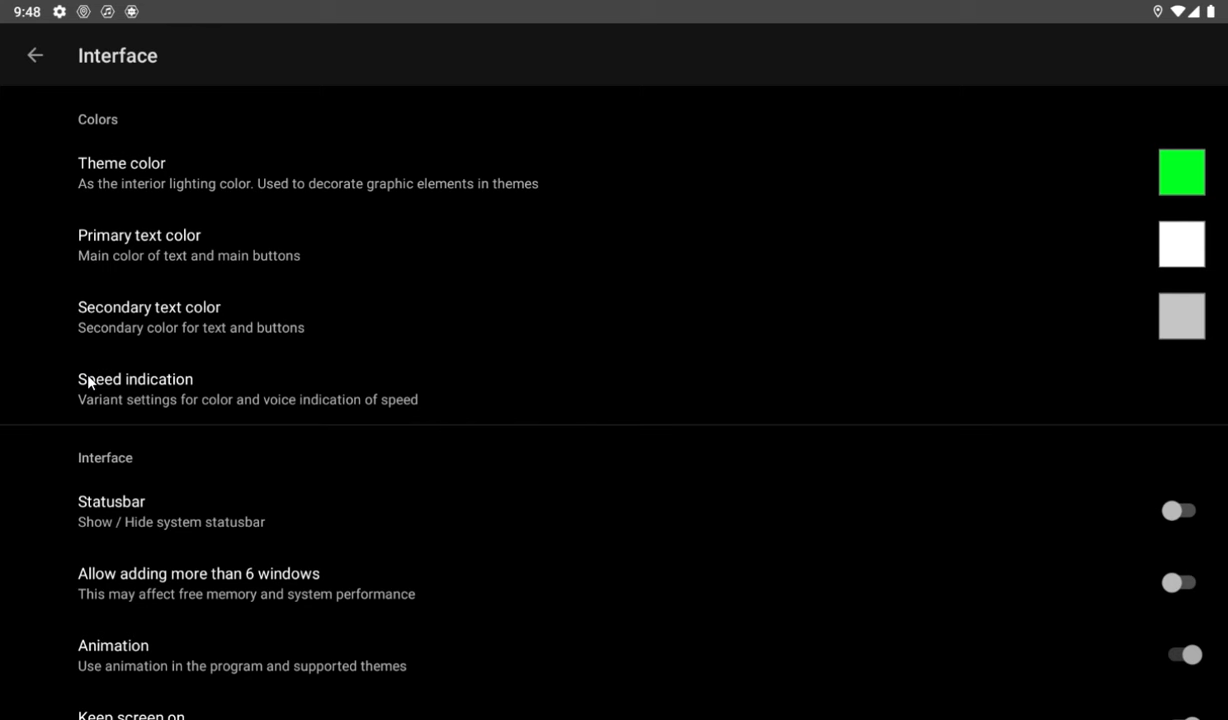 9:48
Interface
Colors
Theme color
As the interior lighting color. Used to decorate graphic elements in themes
Primary text color
Main color of text and main buttons
Secondary text color
Secondary color for text and buttons
Speed indication
Variant settings for color and voice indication of speed
Interface
Statusbar
Show / Hide system statusbar
Allow adding more than 6 windows
This may affect free memory and system performance
Animation
Use animation in the program and supported themes
Keep screen on